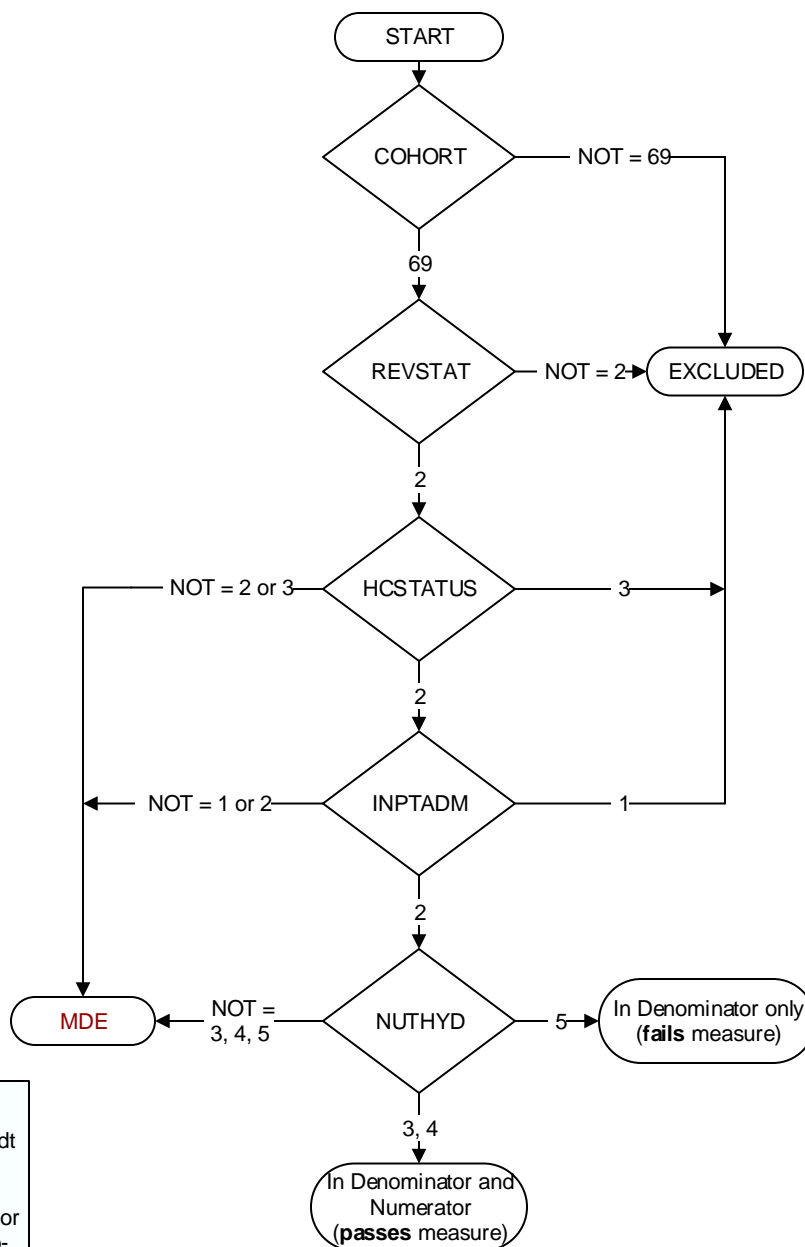 START
COHORT
NOT = 69
69
REVSTAT
NOT = 2
EXCLUDED
2
NOT = 2 or 3
HCSTATUS
3
2
NOT = 1 or 2
INPTADM
1
2
MDE
NOT =
3, 4, 5
NUTHYD
5
In Denominator only
(fails measure)
3, 4
In Denominator and
Numerator
(passes measure)
dt
or